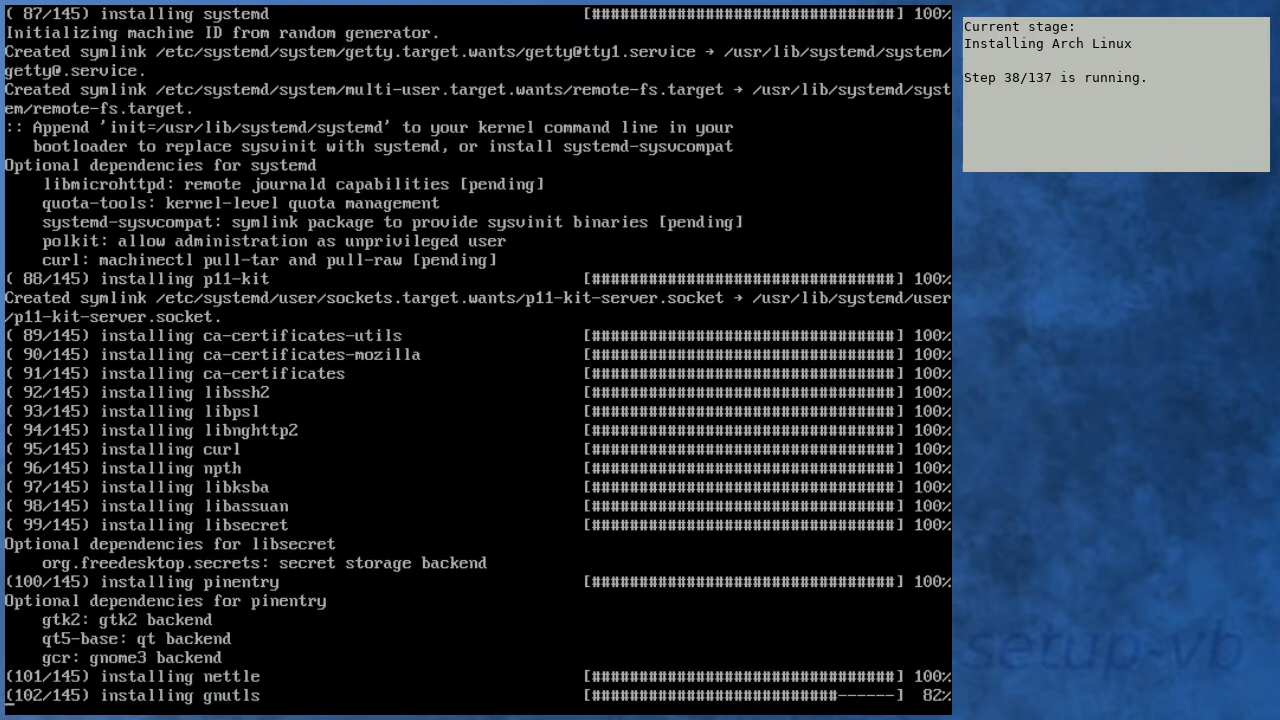 ( 87/145) installing systemd [################################] 100%
Initializing machine ID from random generator.
Created symlink /etc/systemd/system/getty.target.wants/getty@tty1.service → /usr/lib/systemd/system/
getty@.service.
Created symlink /etc/systemd/system/multi-user.target.wants/remote-fs.target → /usr/lib/systemd/syst
em/remote-fs.target.
:: Append 'init=/usr/lib/systemd/systemd' to your kernel command line in your
   bootloader to replace sysvinit with systemd, or install systemd-sysvcompat
Optional dependencies for systemd
    libmicrohttpd: remote journald capabilities [pending]
    quota-tools: kernel-level quota management
    systemd-sysvcompat: symlink package to provide sysvinit binaries [pending]
    polkit: allow administration as unprivileged user
    curl: machinectl pull-tar and pull-raw [pending]
( 88/145) installing p11-kit [################################] 100%
Created symlink /etc/systemd/user/sockets.target.wants/p11-kit-server.socket → /usr/lib/systemd/user
/p11-kit-server.socket.
( 89/145) installing ca-certificates-utils [################################] 100%
( 90/145) installing ca-certificates-mozilla [################################] 100%
( 91/145) installing ca-certificates [################################] 100%
( 92/145) installing libssh2 [################################] 100%
( 93/145) installing libpsl [################################] 100%
( 94/145) installing libnghttp2 [################################] 100%
( 95/145) installing curl [################################] 100%
( 96/145) installing npth [################################] 100%
( 97/145) installing libksba [################################] 100%
( 98/145) installing libassuan [################################] 100%
( 99/145) installing libsecret [################################] 100%
Optional dependencies for libsecret
    org.freedesktop.secrets: secret storage backend
(100/145) installing pinentry [################################] 100%
Optional dependencies for pinentry
    gtk2: gtk2 backend
    qt5-base: qt backend
    gcr: gnome3 backend
(101/145) installing nettle [################################] 100%
(102/145) installing gnutls [##########################------] 82%
_
Current stage:
Installing Arch Linux
Step 38/137 is running.
setup-vb